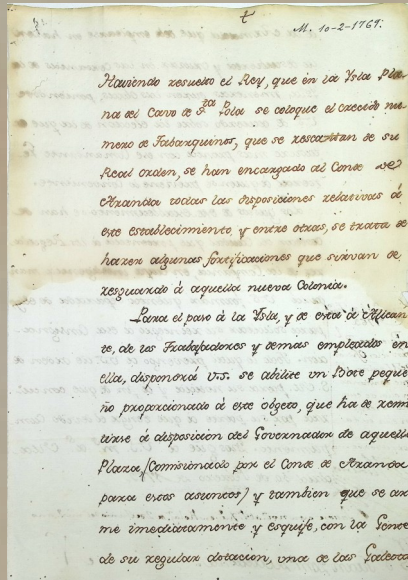 M. 10-2-1769.
Haviendo resuelto el Rey, que en la Ysla Pla
na del Cavo de Sta. Pola se coloque el crecido nu
mero de Tabarquinos, que se rescatan de su
Real orden, se han encargado al Conde de
Aranda todas las disposiciones relativas á
este establecimiento, y entre otras, se trata de
hazer algunas fortificaciones que sirvan de
resguardo á aquella nueva Colonia.
Para el paso á la Ysla, y de esta á Alican
te, de los Trabajadores y demas empleados en
ella, dispondrá V.S. se abilite un Bote peque
ño proporcionado á este objeto, que ha de remi
tirse á disposicion del Governador de aquella
Plaza, (Comisionado por el Conde de Aranda
para estos asuntos) y tambien que se ar
me imediatamente y esquife, con la Gente
de su regular dotacion, una de las Galeotas